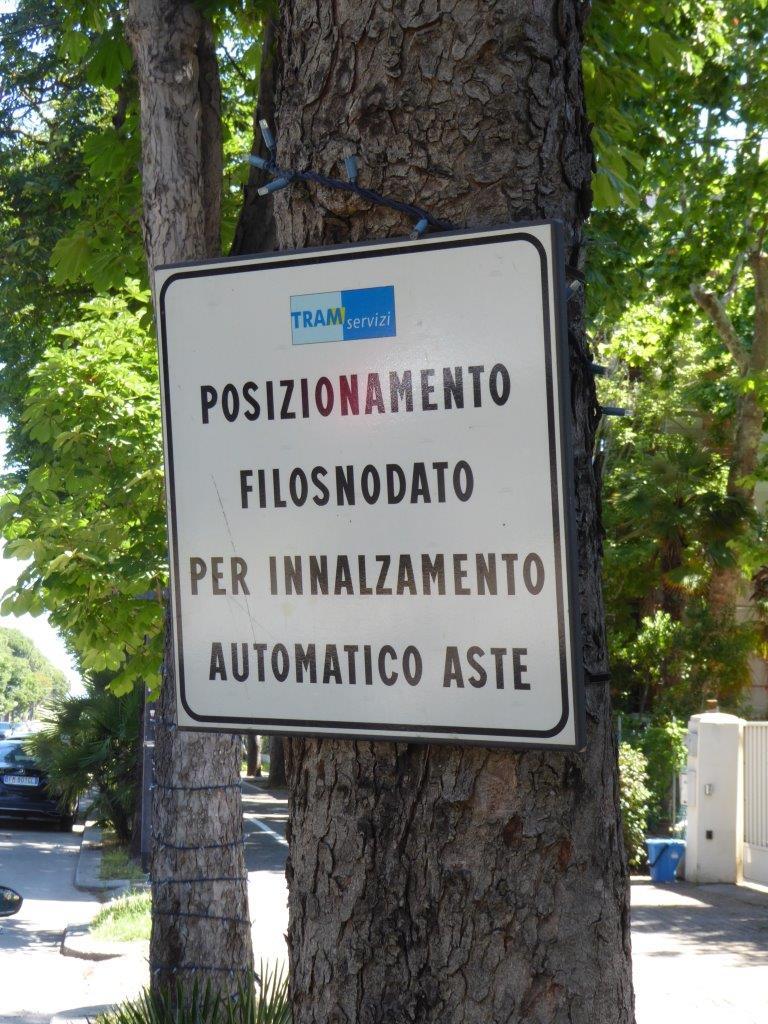 TRAM servizi
POSIZIONAMENTO
FILOSNODATO
PER INNALZAMENTO
AUTOMATICO ASTE